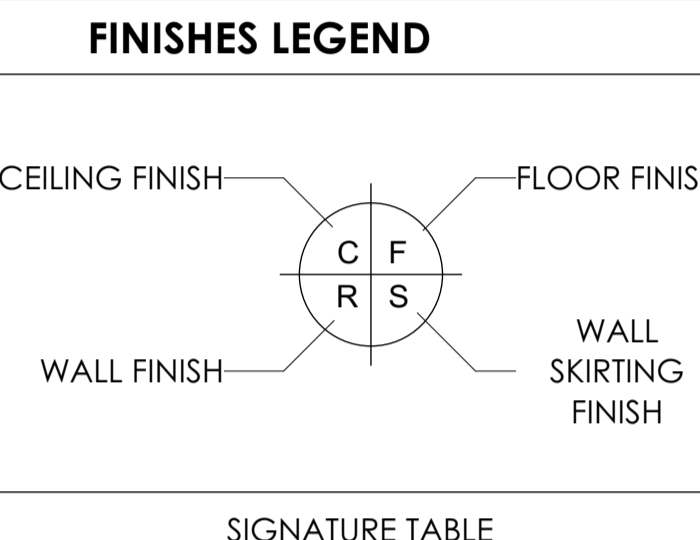 FINISHES LEGEND
CEILING FINISH
FLOOR FINIS
C F
R S
WALL FINISH
WALL
SKIRTING
FINISH
SIGNATURE TABLE